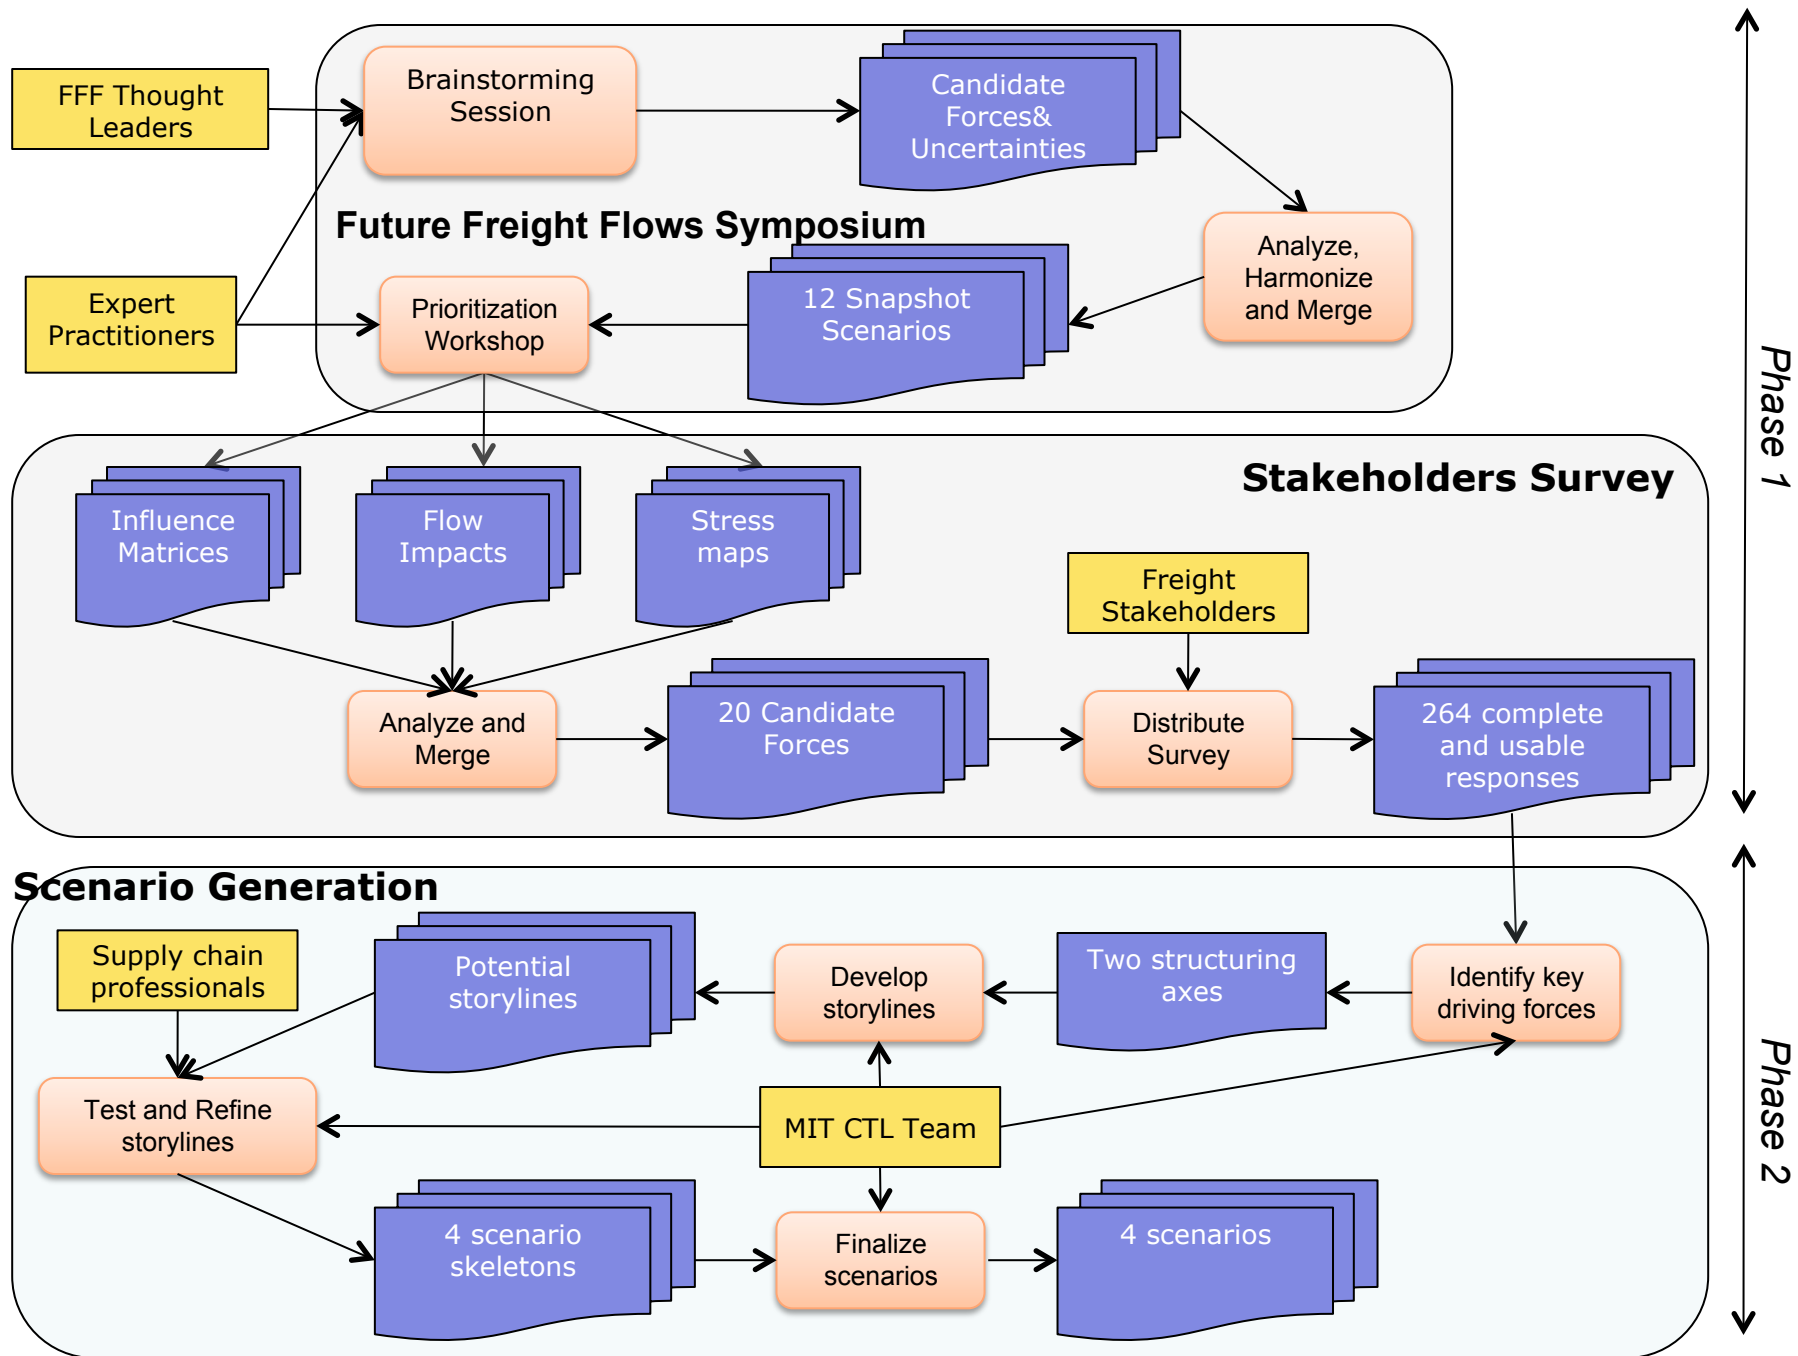 FFF Thought
Leaders
Brainstorming
Session
Candidate
Forces&
Uncertainties
Future Freight Flows Symposium
Expert
Practitioners
Prioritization
Workshop
12 Snapshot
Scenarios
Analyze,
Harmonize
and Merge
Phase 1
Stakeholders Survey
Influence
Matrices
Flow
Impacts
Stress
maps
Freight
Stakeholders
Analyze and
Merge
20 Candidate
Forces
Distribute
Survey
264 complete
and usable
responses
Scenario Generation
Supply chain
professionals
Potential
storylines
Develop
storylines
Two structuring
axes
Identify key
driving forces
Phase 2
Test and Refine
storylines
MIT CTL Team
4 scenario
skeletons
Finalize
scenarios
4 scenarios